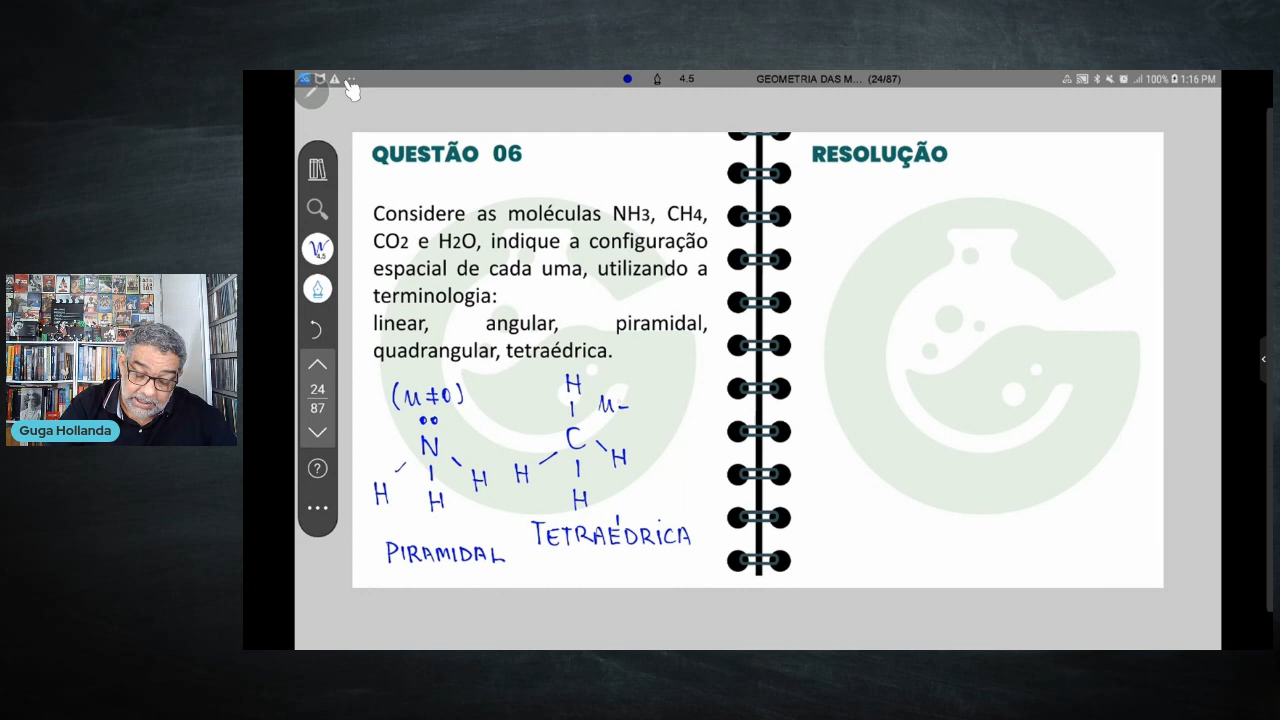 4.5
GEOMETRIA DAS M... (24/87)
100% 1:16 PM
QUESTÃO 06
RESOLUÇÃO
Considere as moléculas NH3, CH4,
CO2 e H2O, indique a configuração
espacial de cada uma, utilizando a
terminologia:
linear, angular, piramidal,
quadrangular, tetraédrica.
4,5
24
87
?
(μ≠0)
N
H
H
H
PIRAMIDAL
H
μ-
C
H
H
H
TETRAÉDRICA
Guga Hollanda